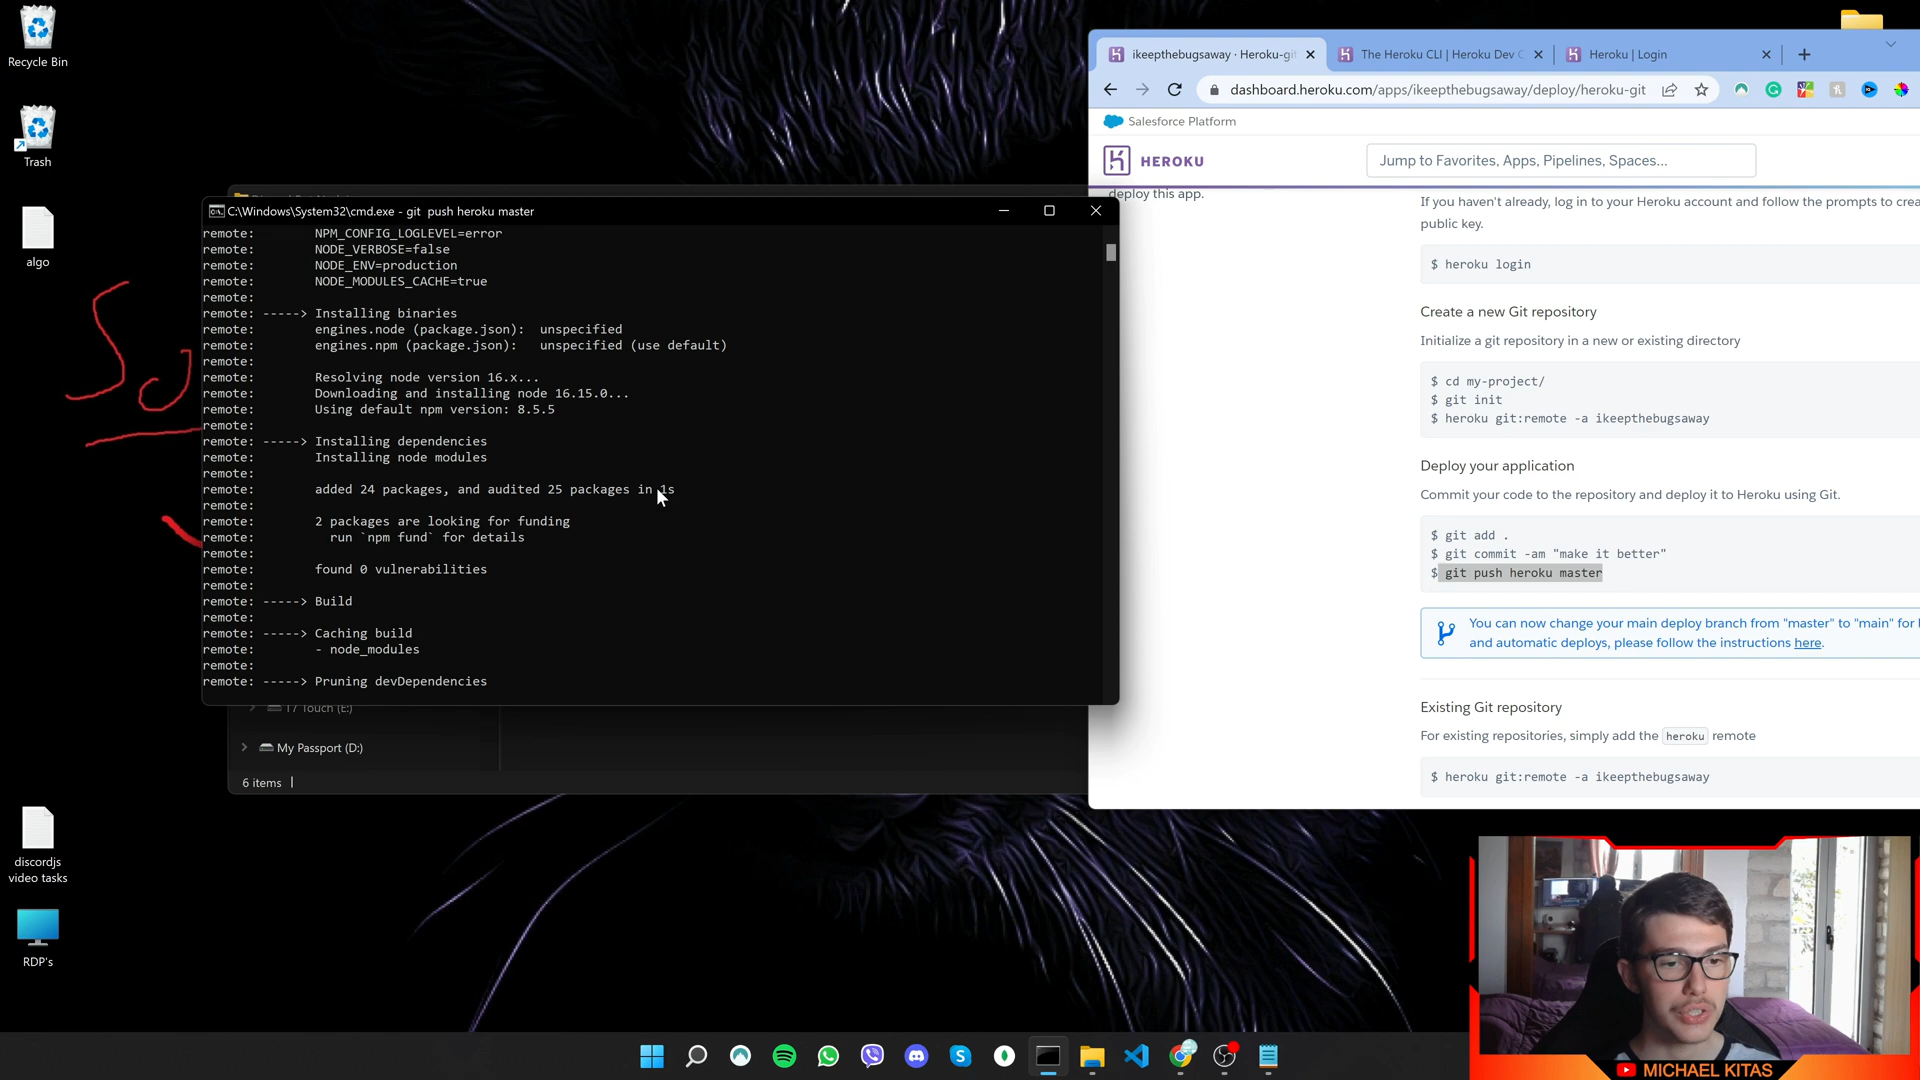 Recycle Bin
Trash
algo
discordjs
video tasks
RDP's
C:\Windows\System32\cmd.exe - git  push heroku master
remote:        NPM_CONFIG_LOGLEVEL=error
remote:        NODE_VERBOSE=false
remote:        NODE_ENV=production
remote:        NODE_MODULES_CACHE=true
remote:
remote: -----> Installing binaries
remote:        engines.node (package.json):  unspecified
remote:        engines.npm (package.json):   unspecified (use default)
remote:
remote:        Resolving node version 16.x...
remote:        Downloading and installing node 16.15.0...
remote:        Using default npm version: 8.5.5
remote:
remote: -----> Installing dependencies
remote:        Installing node modules
remote:
remote:        added 24 packages, and audited 25 packages in 1s
remote:
remote:        2 packages are looking for funding
remote:          run `npm fund` for details
remote:
remote:        found 0 vulnerabilities
remote:
remote: -----> Build
remote:
remote: -----> Caching build
remote:        - node_modules
remote:
remote: -----> Pruning devDependencies
T7 Touch (E:)
My Passport (D:)
6 items
ikeepthebugsaway · Heroku-git
The Heroku CLI | Heroku Dev C
Heroku | Login
dashboard.heroku.com/apps/ikeepthebugsaway/deploy/heroku-git
Salesforce Platform
HEROKU
Jump to Favorites, Apps, Pipelines, Spaces...
deploy this app.
If you haven't already, log in to your Heroku account and follow the prompts to crea
public key.
$ heroku login
Create a new Git repository
Initialize a git repository in a new or existing directory
$ cd my-project/
$ git init
$ heroku git:remote -a ikeepthebugsaway
Deploy your application
Commit your code to the repository and deploy it to Heroku using Git.
$ git add .
$ git commit -am "make it better"
$ git push heroku master
You can now change your main deploy branch from "master" to "main" for
and automatic deploys, please follow the instructions here.
Existing Git repository
For existing repositories, simply add the heroku remote
$ heroku git:remote -a ikeepthebugsaway
MICHAEL KITAS